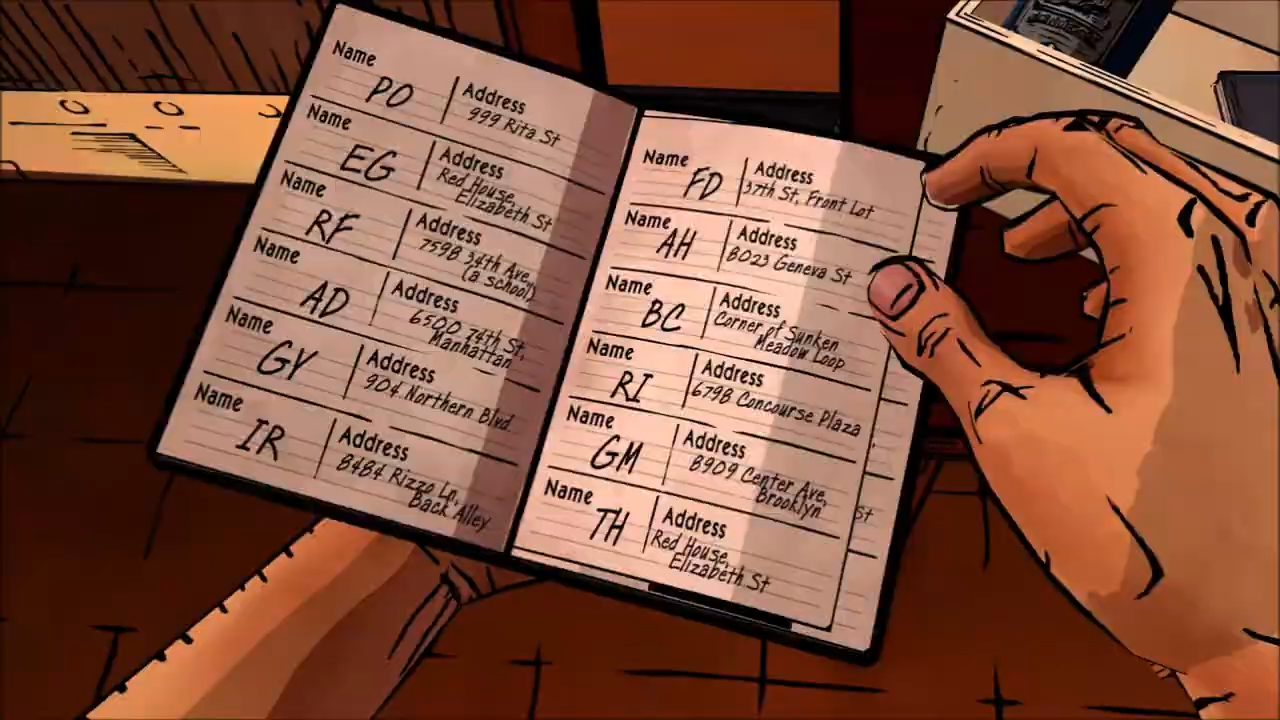 Name
PO
Address
999 Rita St
Name
EG
Address
Red House,
Elizabeth St
Name
RF
Address
7598 34th Ave,
(a school)
Name
AD
Address
6500 74th St,
Manhattan
Name
GY
Address
904 Northern Blvd
Name
IR
Address
8484 Rizzo Ln,
Back Alley
Name
FD
Address
37th St, Front Lot
Name
AH
Address
8023 Geneva St
Name
BC
Address
Corner of Sunken
Meadow Loop
Name
RI
Address
6798 Concourse Plaza
Name
GM
Address
8909 Center Ave,
Brooklyn
Name
TH
Address
Red House,
Elizabeth St
St